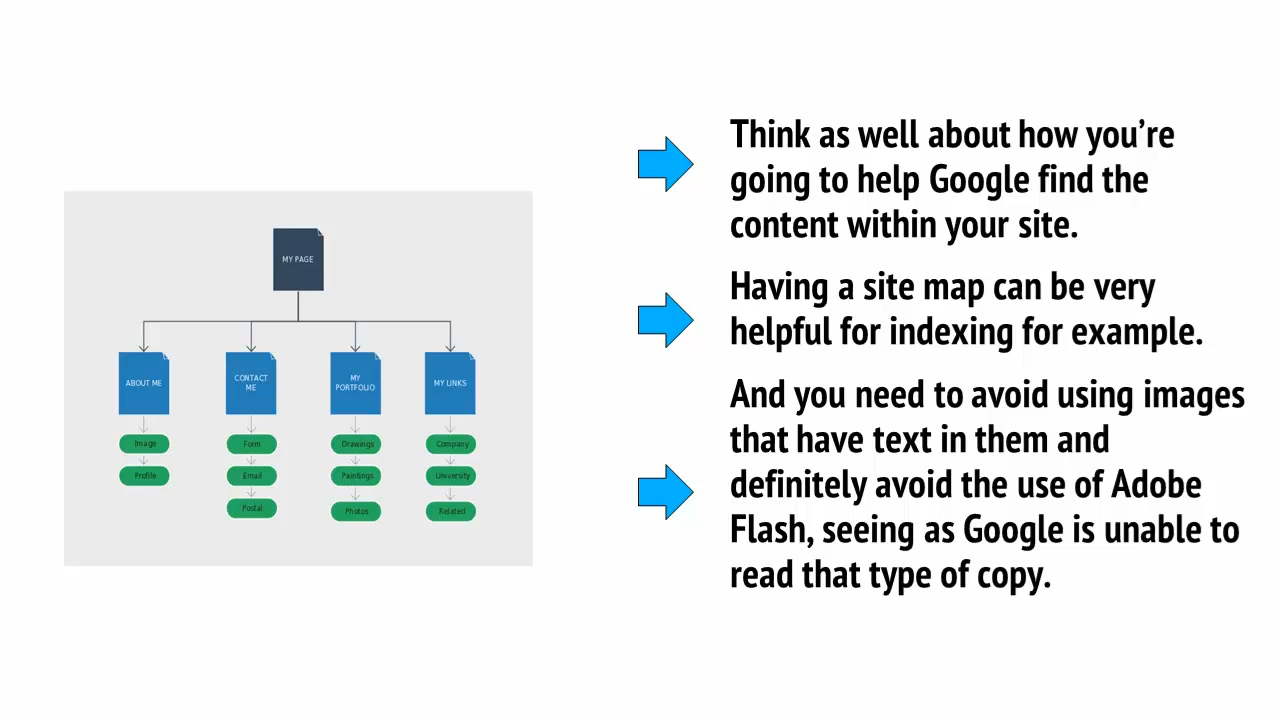 MY PAGE
ABOUT ME
CONTACT
ME
MY
PORTFOLIO
MY LINKS
Image
Form
Drawings
Company
Profile
Email
Paintings
University
Postal
Photos
Related
Think as well about how you’re
going to help Google find the
content within your site.
Having a site map can be very
helpful for indexing for example.
And you need to avoid using images
that have text in them and
definitely avoid the use of Adobe
Flash, seeing as Google is unable to
read that type of copy.